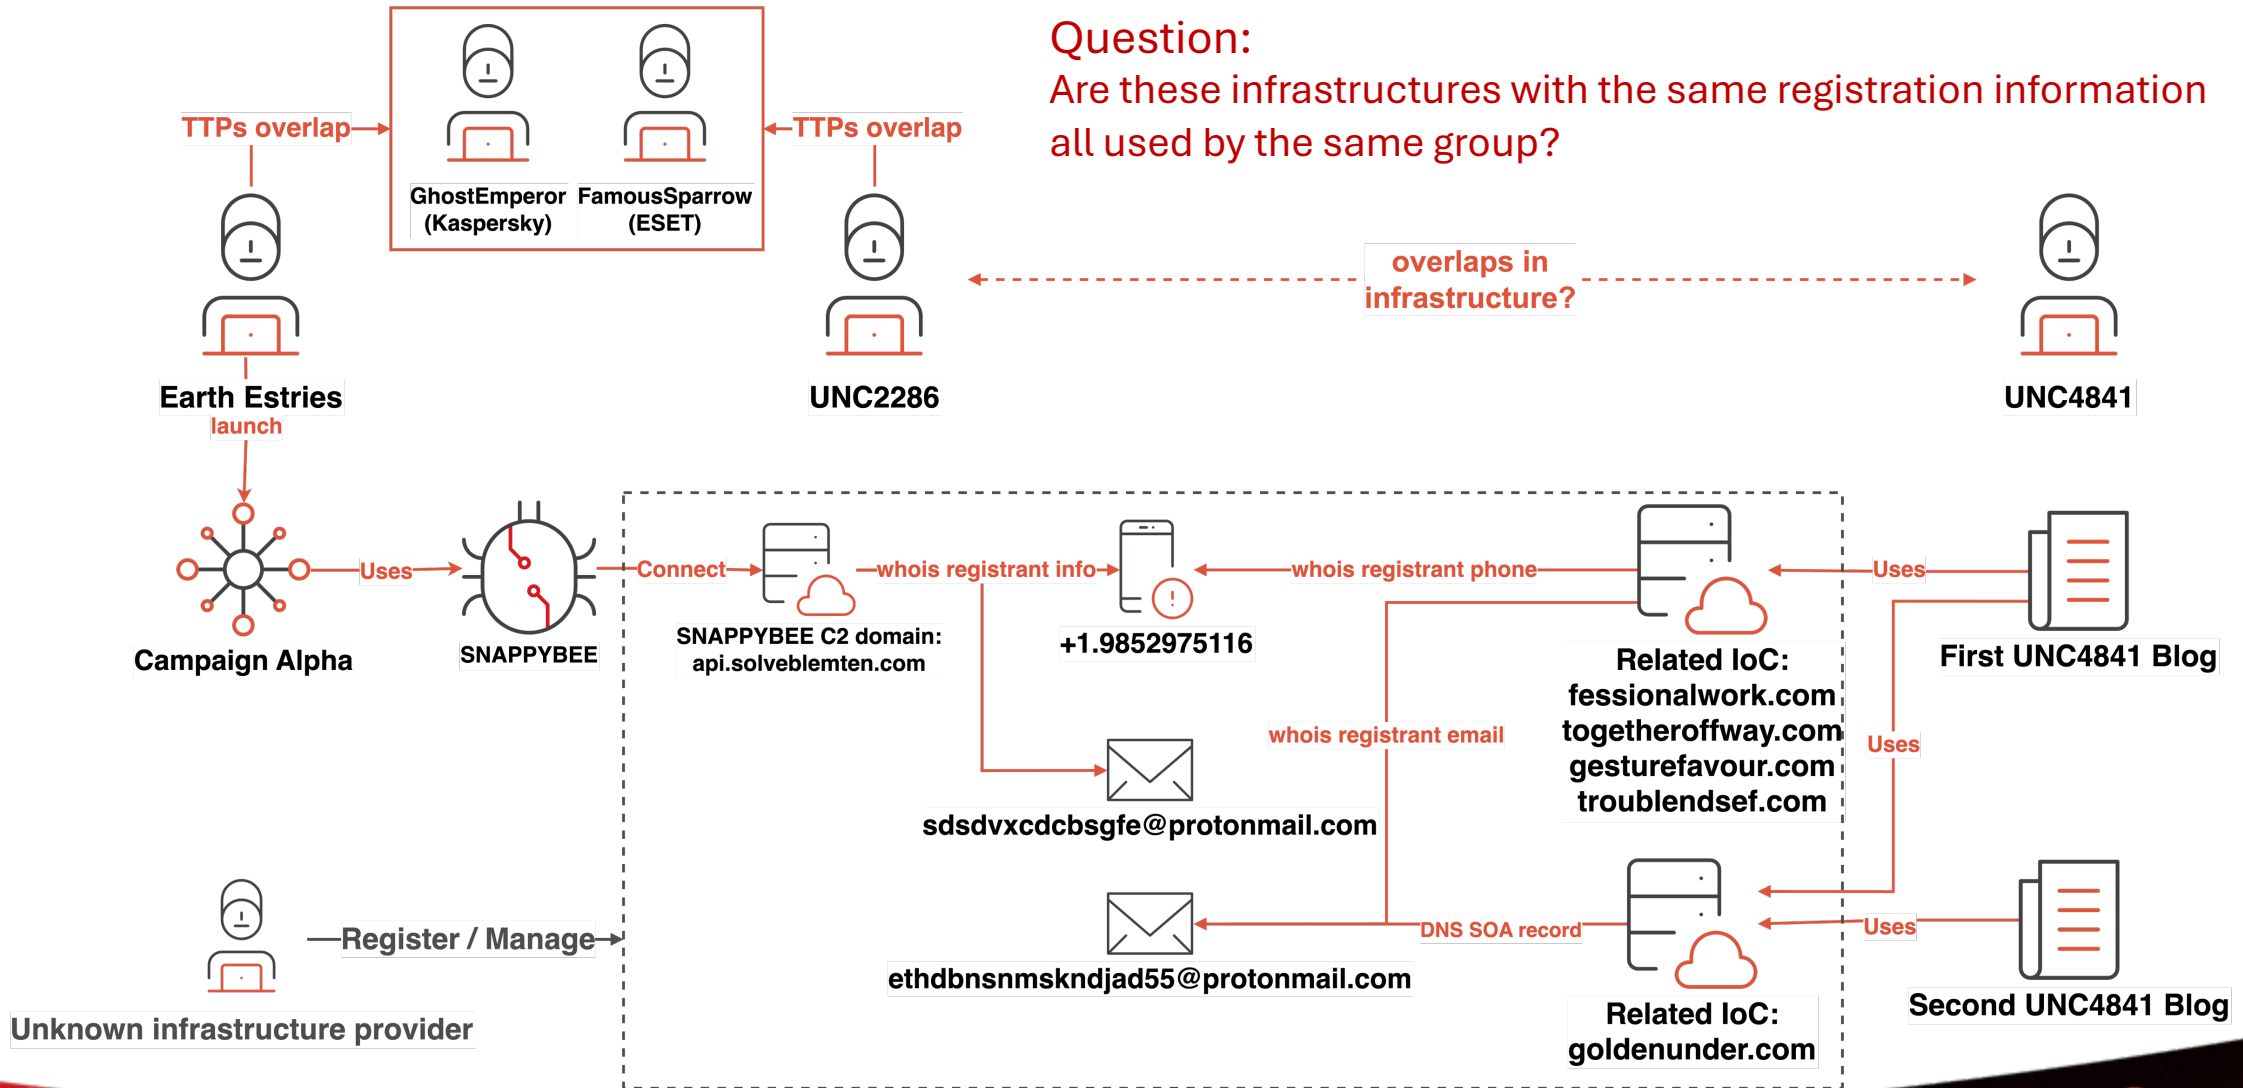 Question:
Are these infrastructures with the same registration information
all used by the same group?
TTPs overlap
TTPs overlap
GhostEmperor
(Kaspersky)
FamousSparrow
(ESET)
overlaps in
infrastructure?
Earth Estries
UNC2286
UNC4841
launch
Uses
Connect
whois registrant info
whois registrant phone
Uses
Campaign Alpha
SNAPPYBEE
SNAPPYBEE C2 domain:
api.solveblemten.com
+1.9852975116
Related IoC:
fessionalwork.com
togetheroffway.com
gesturefavour.com
troublendsef.com
First UNC4841 Blog
whois registrant email
Uses
sdsdvxcdcbsgfe@protonmail.com
Register / Manage
DNS SOA record
Uses
ethdbnsnmskndjad55@protonmail.com
Unknown infrastructure provider
Related IoC:
goldenunder.com
Second UNC4841 Blog